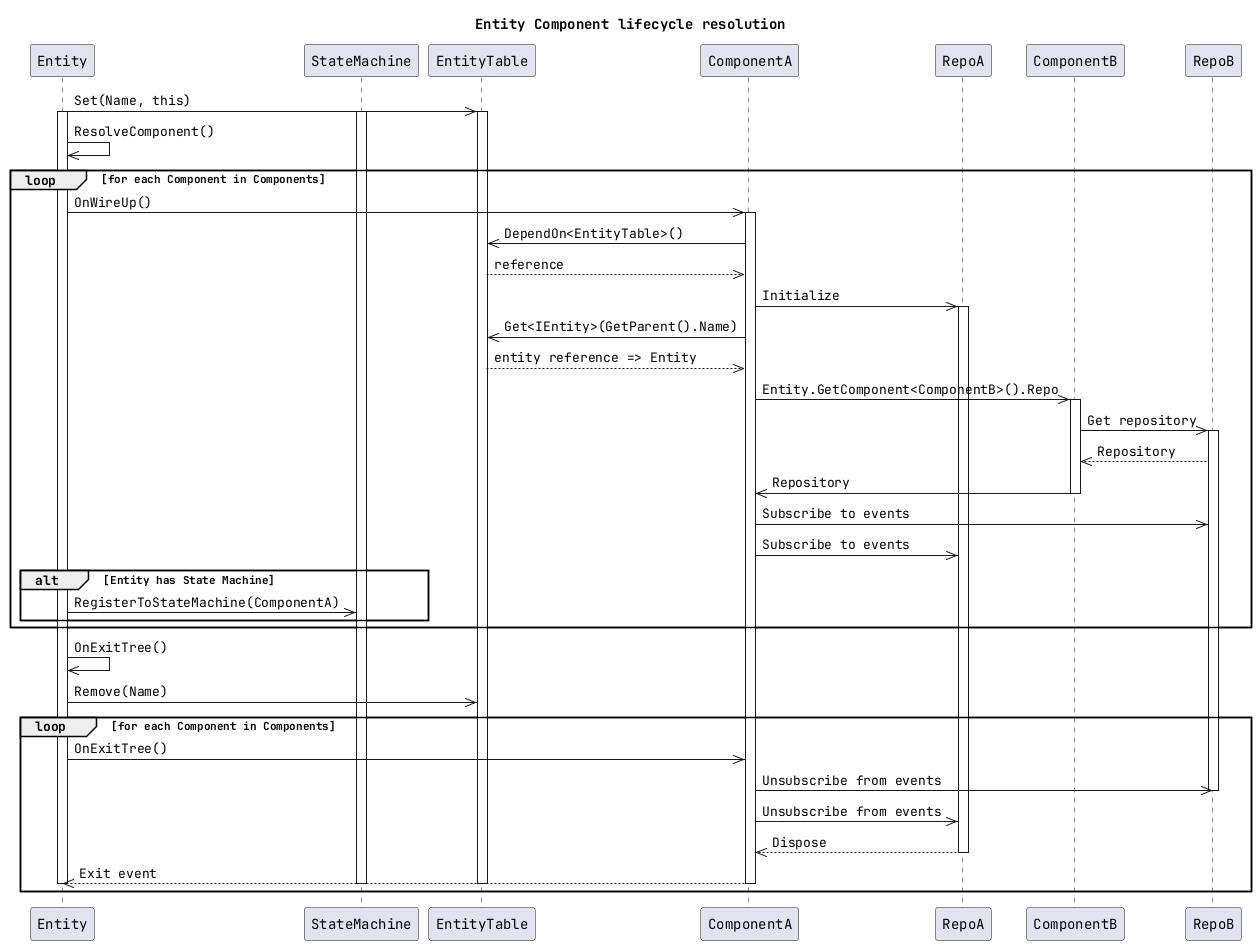 Entity Component lifecycle resolution
Entity StateMachine EntityTable ComponentA RepoA ComponentB RepoB
Set(Name, this)
ResolveComponent()
loop [for each Component in Components]
OnWireUp()
DependOn<EntityTable>()
reference
Initialize
Get<IEntity>(GetParent().Name)
entity reference => Entity
Entity.GetComponent<ComponentB>().Repo
Get repository
Repository
Repository
Subscribe to events
Subscribe to events
alt [Entity has State Machine]
RegisterToStateMachine(ComponentA)
OnExitTree()
Remove(Name)
loop [for each Component in Components]
OnExitTree()
Unsubscribe from events
Unsubscribe from events
Dispose
Exit event
Entity StateMachine EntityTable ComponentA RepoA ComponentB RepoB